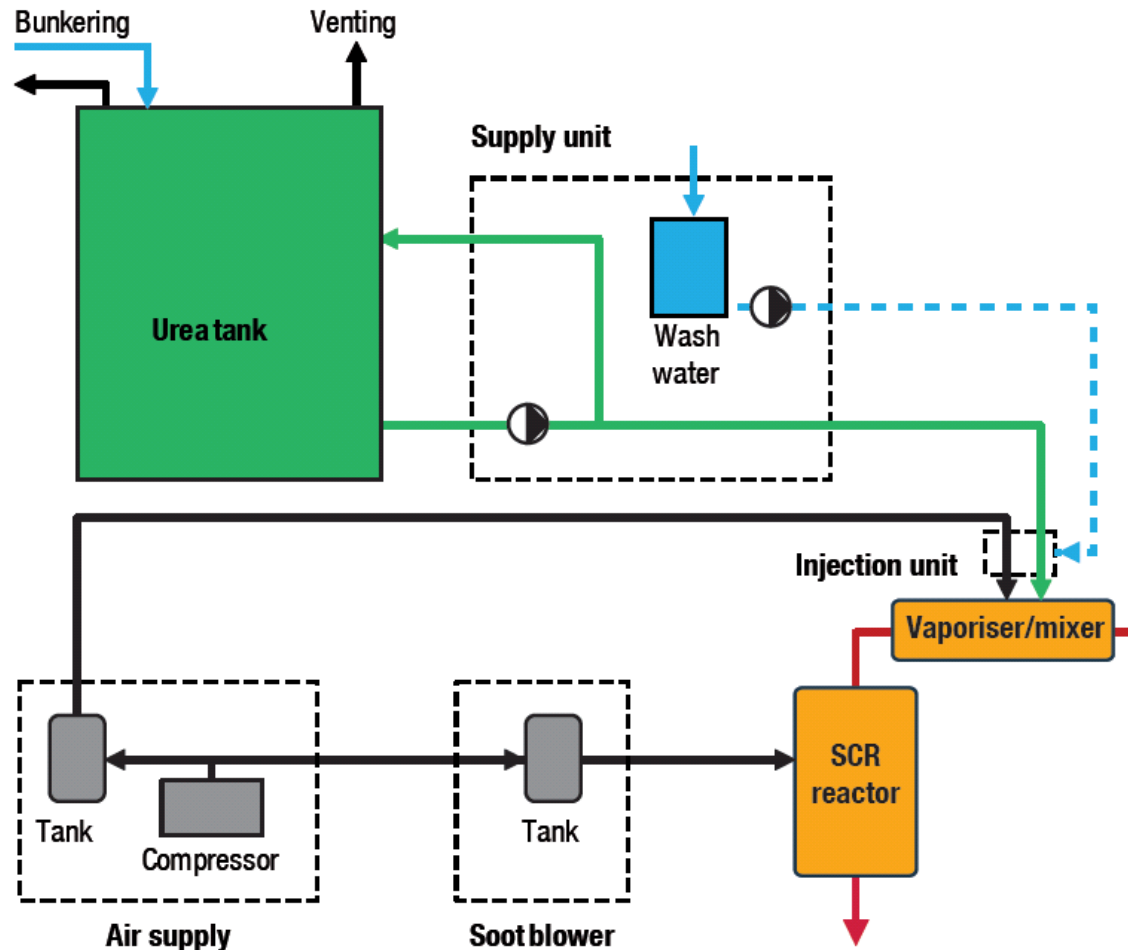 Bunkering
Venting
Supply unit
Urea tank
Wash
water
Injection unit
Vaporiser/mixer
SCR
reactor
Tank
Compressor
Tank
Air supply
Soot blower